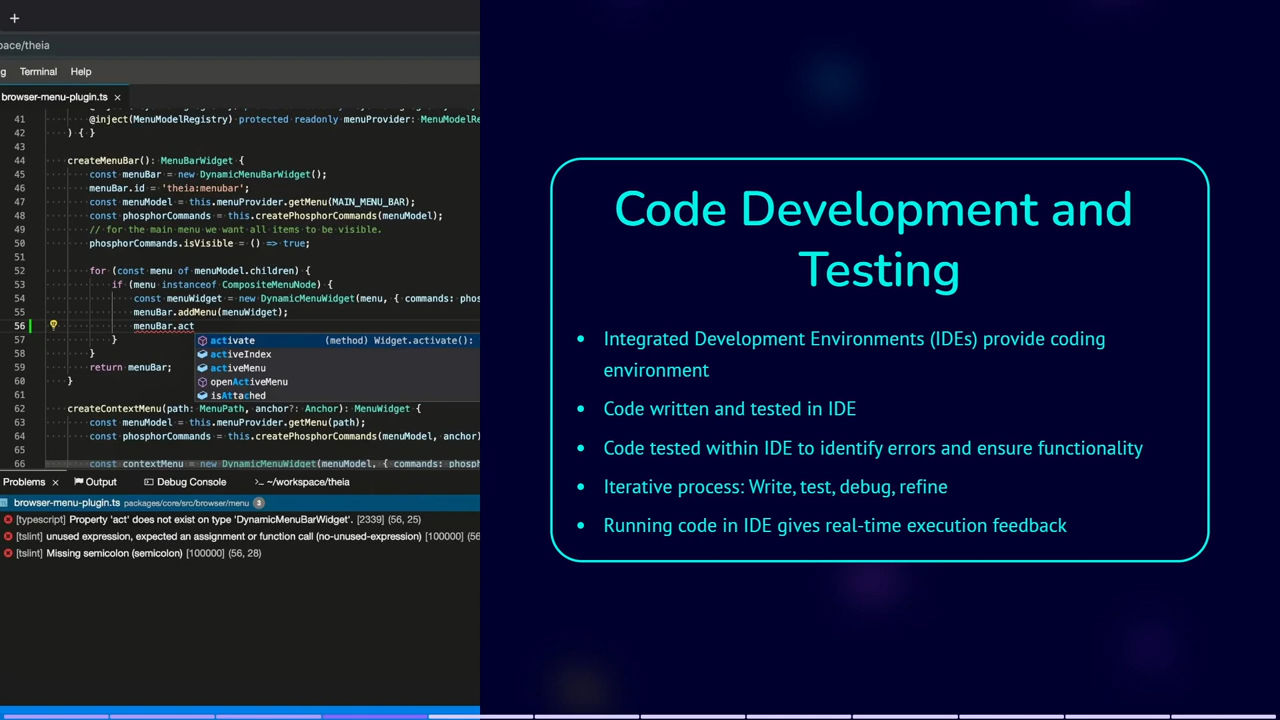 +
pace/theia
g Terminal Help
browser-menu-plugin.ts ×
41 @inject(MenuModelRegistry) protected readonly menuProvider: MenuModelRe
42 ) { }
43
44 createMenuBar(): MenuBarWidget {
45 const menuBar = new DynamicMenuBarWidget();
46 menuBar.id = 'theia:menubar';
47 const menuModel = this.menuProvider.getMenu(MAIN_MENU_BAR);
48 const phosphorCommands = this.createPhosphorCommands(menuModel);
49 // for the main menu we want all items to be visible.
50 phosphorCommands.isVisible = () => true;
51
52 for (const menu of menuModel.children) {
53 if (menu instanceof CompositeMenuNode) {
54 const menuWidget = new DynamicMenuWidget(menu, { commands: phos
55 menuBar.addMenu(menuWidget);
56 menuBar.act
activate (method) Widget.activate():
57 }
activeIndex
58 }
activeMenu
59 return menuBar;
openActiveMenu
60 }
isAttached
61
62 createContextMenu(path: MenuPath, anchor?: Anchor): MenuWidget {
63 const menuModel = this.menuProvider.getMenu(path);
64 const phosphorCommands = this.createPhosphorCommands(menuModel, anchor)
65
66 const contextMenu = new DynamicMenuWidget(menuModel, { commands: phosph
Problems × Output Debug Console >_ ~/workspace/theia
browser-menu-plugin.ts packages/core/src/browser/menu 3
[typescript] Property 'act' does not exist on type 'DynamicMenuBarWidget'. [2339] (56, 25)
[tslint] unused expression, expected an assignment or function call (no-unused-expression) [100000] (56
[tslint] Missing semicolon (semicolon) [100000] (56, 28)
Code Development and
Testing
• Integrated Development Environments (IDEs) provide coding
environment
• Code written and tested in IDE
• Code tested within IDE to identify errors and ensure functionality
• Iterative process: Write, test, debug, refine
• Running code in IDE gives real-time execution feedback